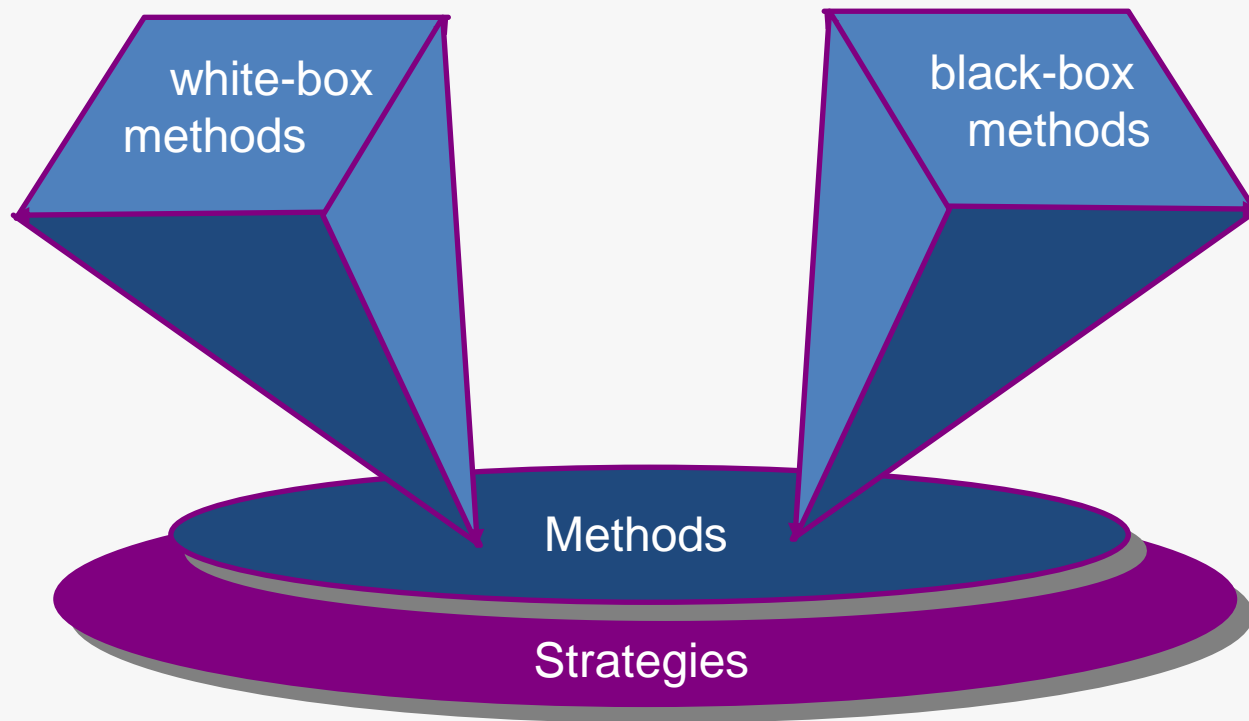 white-box
methods
black-box
methods
Methods
Strategies